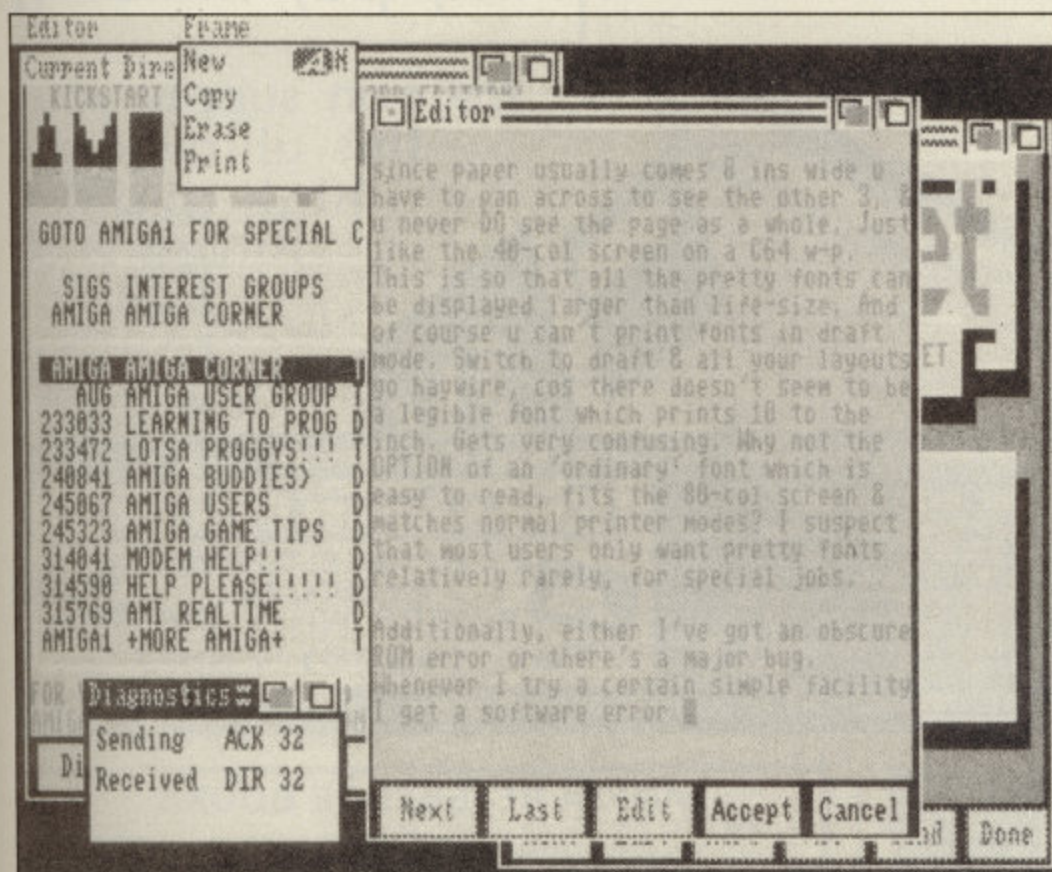 Editor Frame
Current Dire
New
Copy
Erase
Print
KICKSTART
GOTO AMIGA1 FOR SPECIAL C
SIGS INTEREST GROUPS
AMIGA AMIGA CORNER
AMIGA AMIGA CORNER T
AUG AMIGA USER GROUP T
233033 LEARNING TO PROG D
233472 LOTSA PROGGYS!!! T
240841 AMIGA BUDDIES> D
245067 AMIGA USERS D
245323 AMIGA GAME TIPS D
314041 MODEM HELP!! D
314590 HELP PLEASE!!!!! D
315769 AMI REALTIME D
AMIGA1 +MORE AMIGA+ T
FOR
Di
Diagnostics
Sending ACK 32
Received DIR 32
Editor
since paper usually comes 8 ins wide u
have to pan across to see the other 3, &
u never DO see the page as a whole. Just
like the 40-col screen on a C64 w-p.
This is so that all the pretty fonts can
be displayed larger than life-size. And
of course u can't print fonts in draft
mode. Switch to draft & all your layouts
go haywire, cos there doesn't seem to be
a legible font which prints 10 to the
inch. Gets very confusing. Why not the
OPTION of an 'ordinary' font which is
easy to read, fits the 80-col screen &
matches normal printer modes? I suspect
that most users only want pretty fonts
relatively rarely, for special jobs.
Additionally, either I've got an obscure
ROM error or there's a major bug.
Whenever I try a certain simple facility
I get a software error
Next Last Edit Accept Cancel
ET
Done